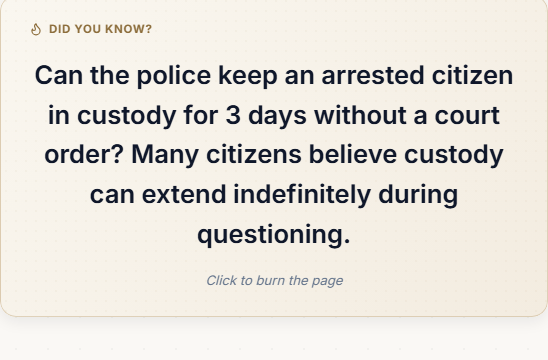 DID YOU KNOW?
Can the police keep an arrested citizen
in custody for 3 days without a court
order? Many citizens believe custody
can extend indefinitely during
questioning.
Click to burn the page